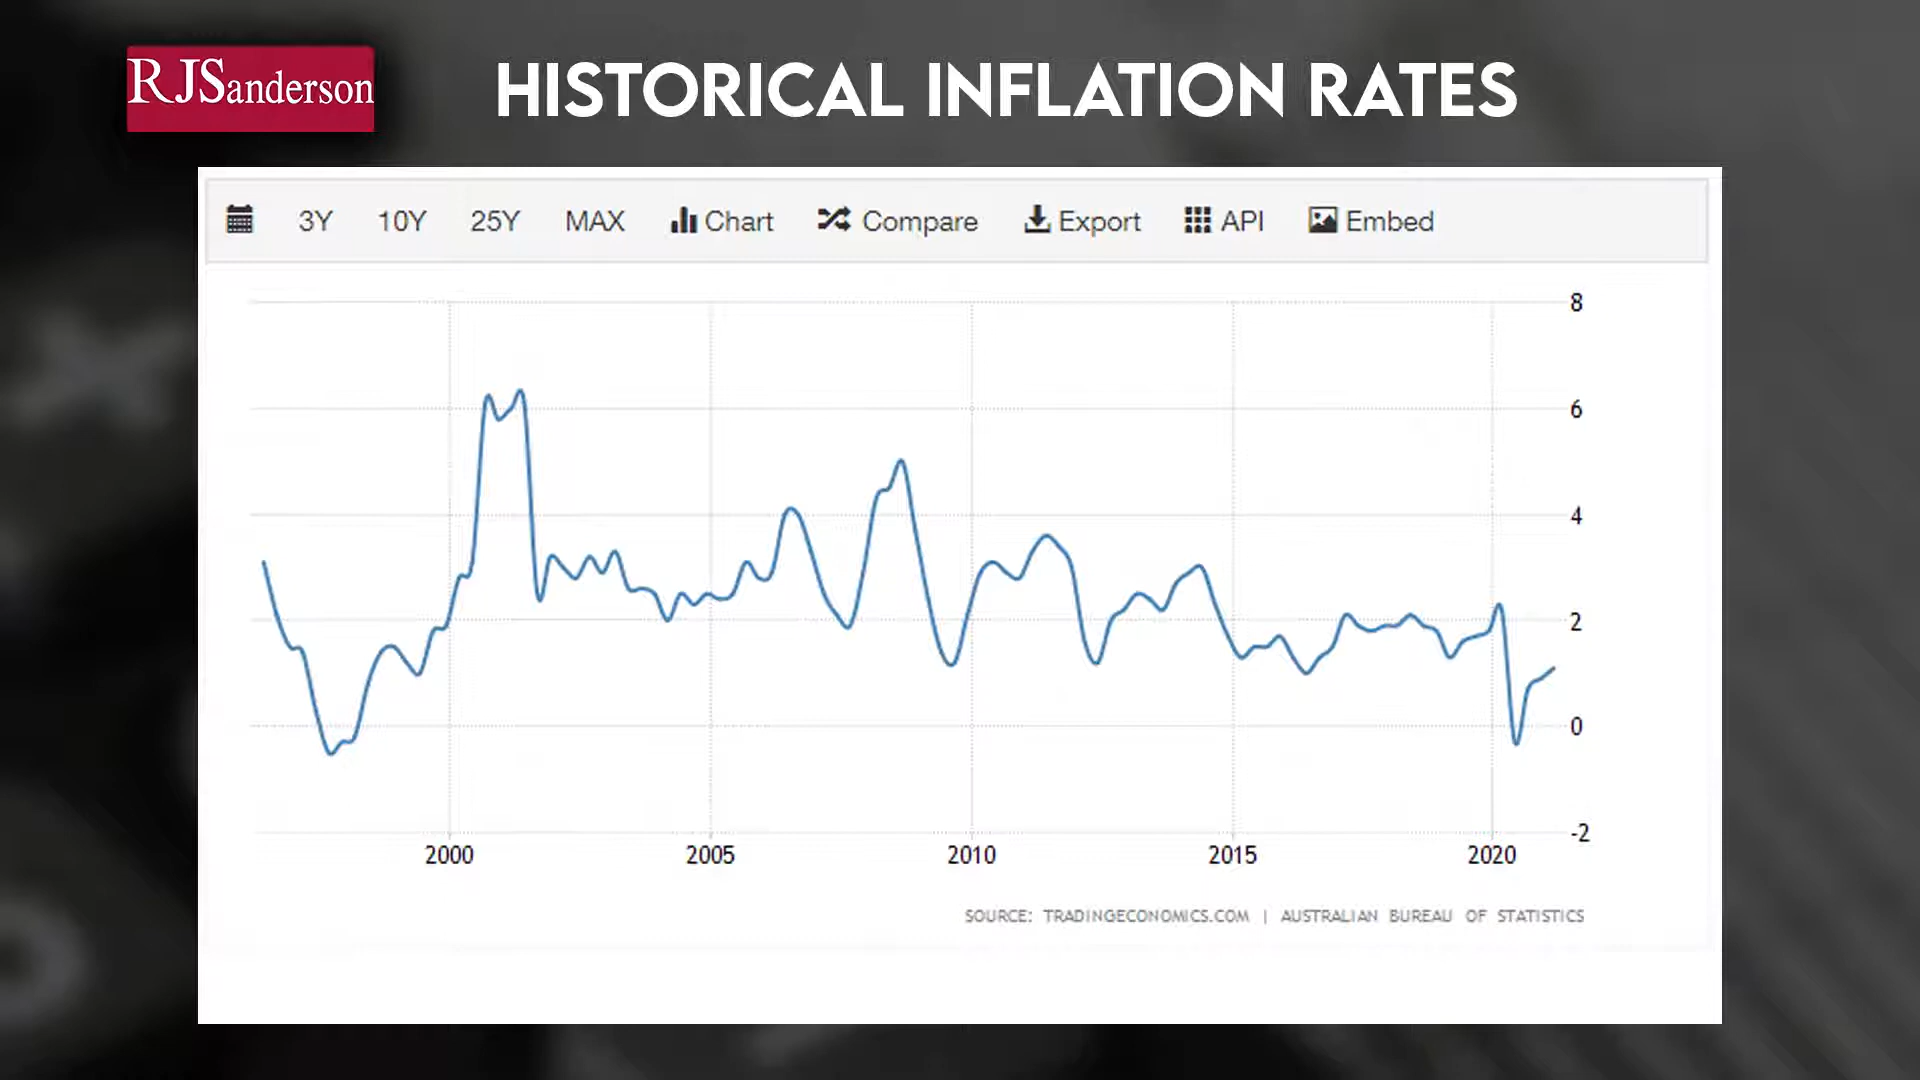 RJSanderson
HISTORICAL INFLATION RATES
3Y 10Y 25Y MAX Chart Compare Export API Embed
8
6
4
2
0
-2
2000 2005 2010 2015 2020
SOURCE: TRADINGECONOMICS.COM | AUSTRALIAN BUREAU OF STATISTICS